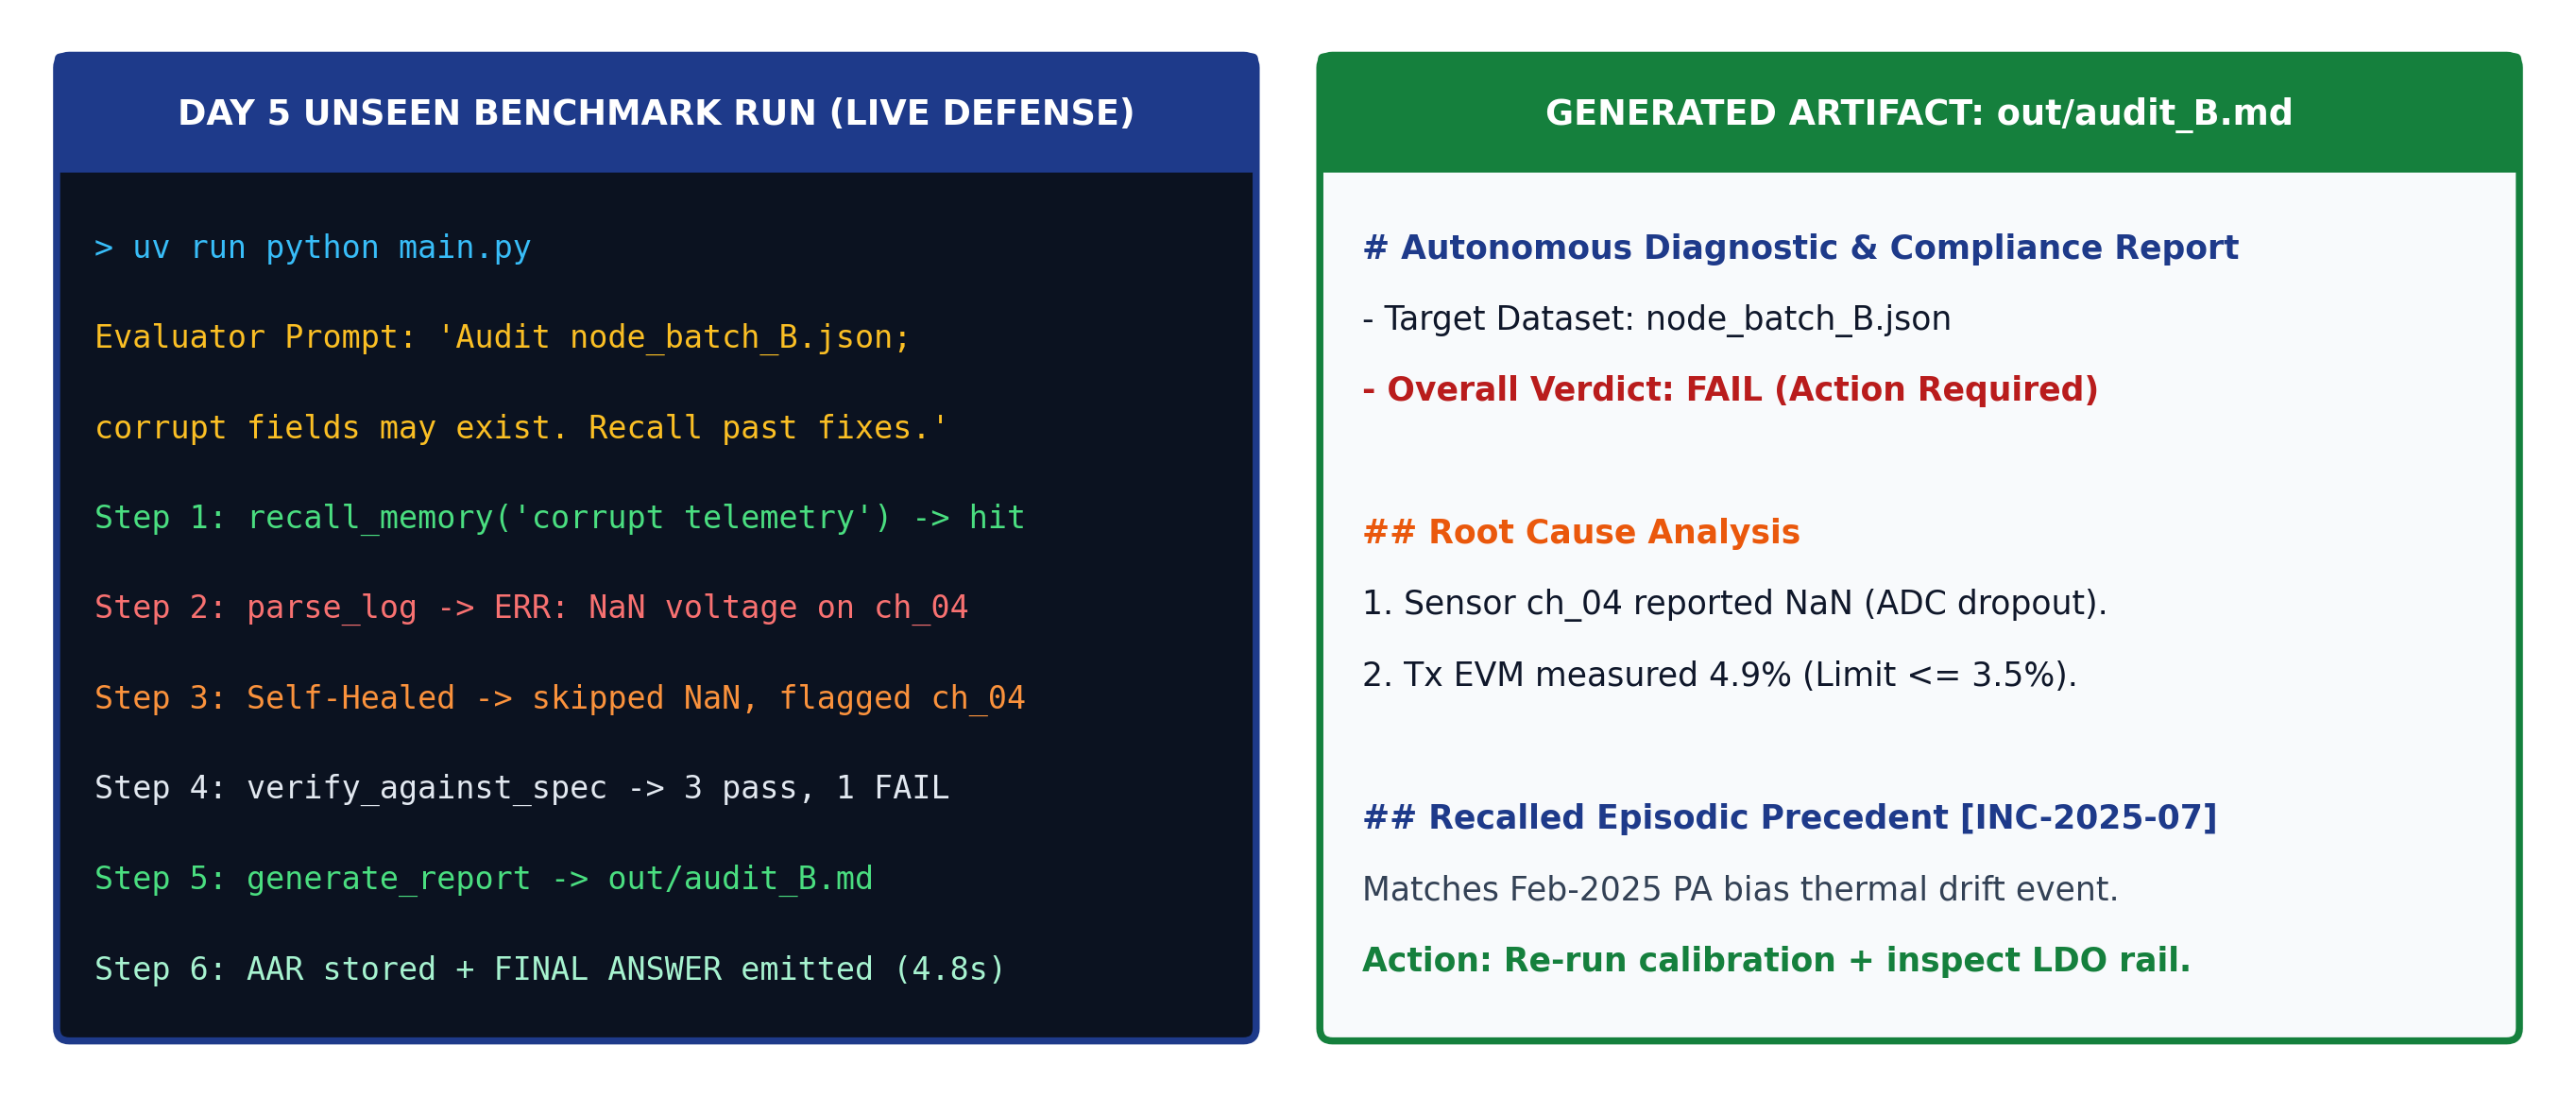 DAY 5 UNSEEN BENCHMARK RUN (LIVE DEFENSE)
> uv run python main.py
Evaluator Prompt: 'Audit node_batch_B.json;
corrupt fields may exist. Recall past fixes.'
Step 1: recall_memory('corrupt telemetry') -> hit
Step 2: parse_log -> ERR: NaN voltage on ch_04
Step 3: Self-Healed -> skipped NaN, flagged ch_04
Step 4: verify_against_spec -> 3 pass, 1 FAIL
Step 5: generate_report -> out/audit_B.md
Step 6: AAR stored + FINAL ANSWER emitted (4.8s)
GENERATED ARTIFACT: out/audit_B.md
# Autonomous Diagnostic & Compliance Report
- Target Dataset: node_batch_B.json
- Overall Verdict: FAIL (Action Required)
## Root Cause Analysis
1. Sensor ch_04 reported NaN (ADC dropout).
2. Tx EVM measured 4.9% (Limit <= 3.5%).
## Recalled Episodic Precedent [INC-2025-07]
Matches Feb-2025 PA bias thermal drift event.
Action: Re-run calibration + inspect LDO rail.